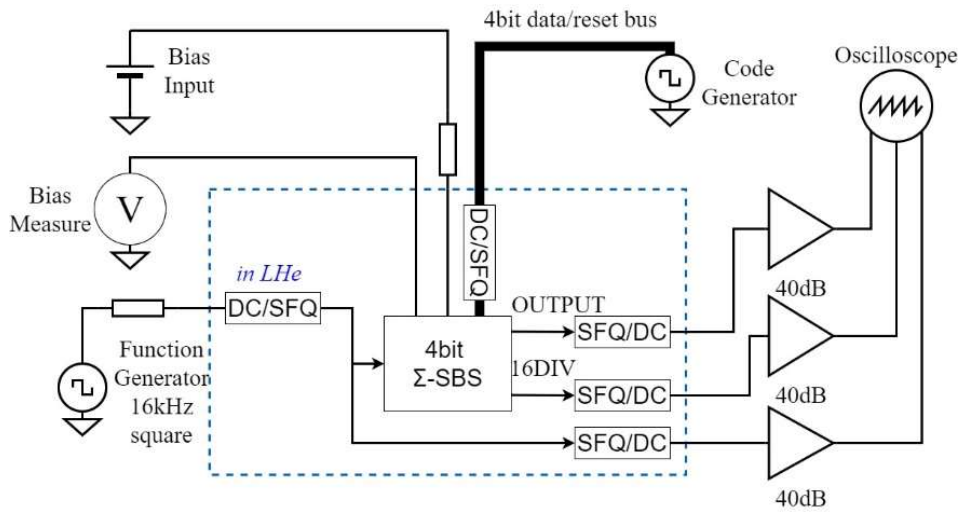 4bit data/reset bus
Bias
Input
Code
Generator
Oscilloscope
Bias
Measure
V
DC/SFQ
in LHe
DC/SFQ
OUTPUT
SFQ/DC
40dB
4bit
Σ-SBS
16DIV
SFQ/DC
40dB
Function
Generator
16kHz
square
SFQ/DC
40dB